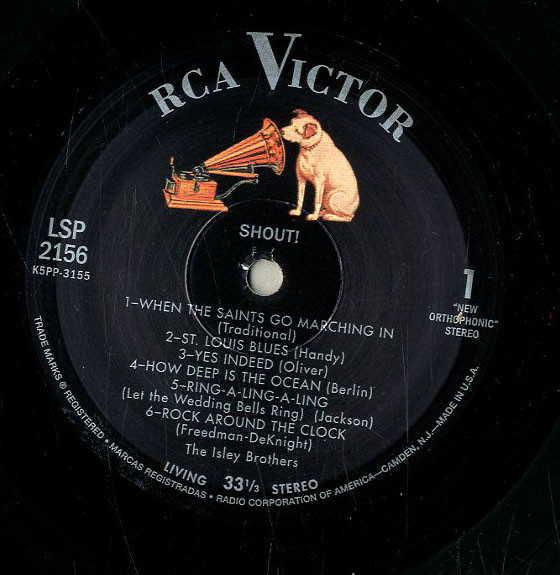 RCA VICTOR
SHOUT!
LSP
2156
K5PP-3155
1
"NEW
ORTHOPHONIC"
STEREO
1-WHEN THE SAINTS GO MARCHING IN
(Traditional)
2-ST. LOUIS BLUES (Handy)
3-YES INDEED (Oliver)
4-HOW DEEP IS THE OCEAN (Berlin)
5-RING-A-LING-A-LING
(Let the Wedding Bells Ring) (Jackson)
6-ROCK AROUND THE CLOCK
(Freedman-DeKnight)
The Isley Brothers
LIVING 33 1/3 STEREO
TRADE MARKS ® REGISTERED • MARCAS REGISTRADAS • RADIO CORPORATION OF AMERICA—CAMDEN, N.J.—MADE IN U.S.A.